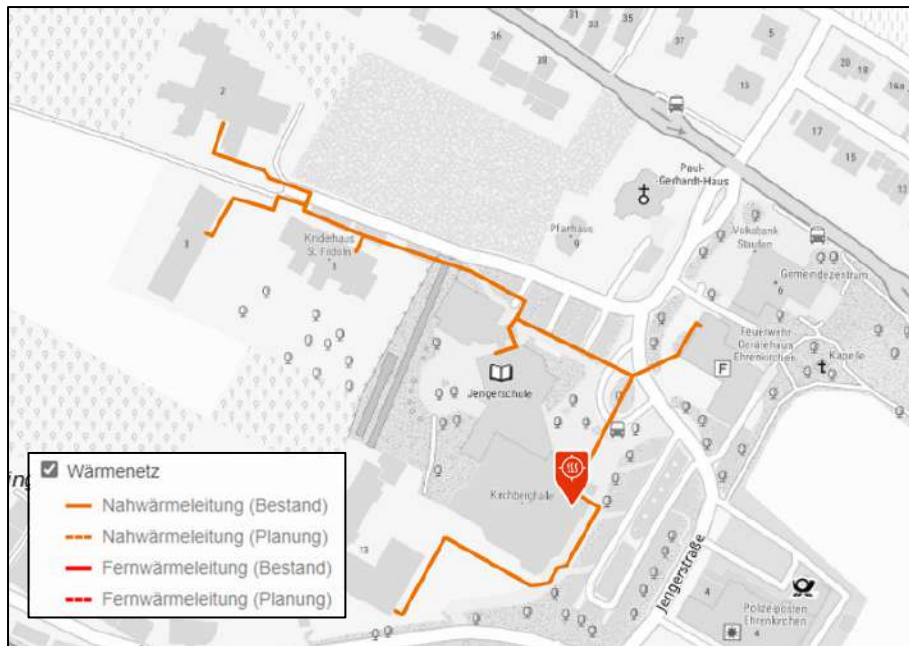 31
33
35
36
38
37
5
13
20
18
16a
17
15
13
2
Paul-
Gerhardt-Haus
Pfarrhaus
9
Volksbank
Staufen
Gemeindezentrum
6
Kinderhaus
S. Fridolin
1
3
Feuerwehr-
Gerätehaus
Ehrenkirchen
F
Kapelle
Jengerschule
Kirchberghalle
13
Jengerstraße
4
Polizeiposten
Ehrenkirchen
4
Wärmenetz
Nahwärmeleitung (Bestand)
Nahwärmeleitung (Planung)
Fernwärmeleitung (Bestand)
Fernwärmeleitung (Planung)